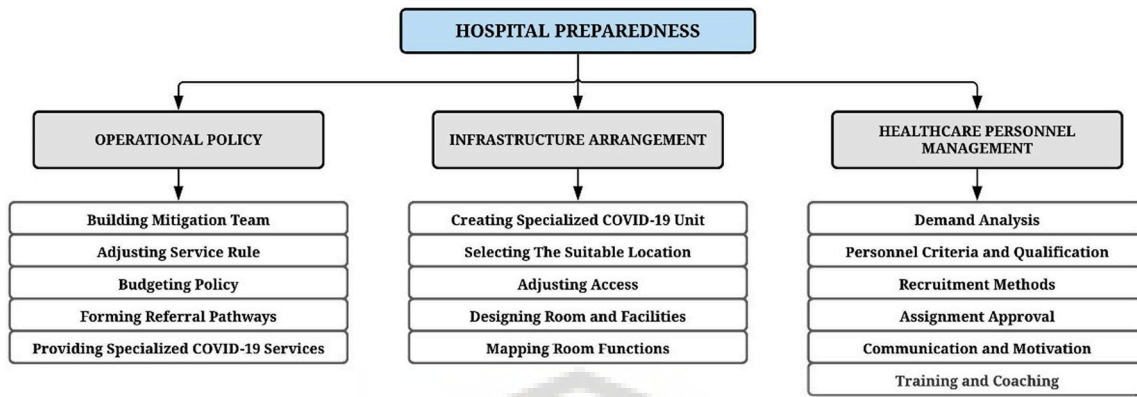 HOSPITAL PREPAREDNESS
OPERATIONAL POLICY
Building Mitigation Team
Adjusting Service Rule
Budgeting Policy
Forming Referral Pathways
Providing Specialized COVID-19 Services
INFRASTRUCTURE ARRANGEMENT
Creating Specialized COVID-19 Unit
Selecting The Suitable Location
Adjusting Access
Designing Room and Facilities
Mapping Room Functions
HEALTHCARE PERSONNEL
MANAGEMENT
Demand Analysis
Personnel Criteria and Qualification
Recruitment Methods
Assignment Approval
Communication and Motivation
Training and Coaching